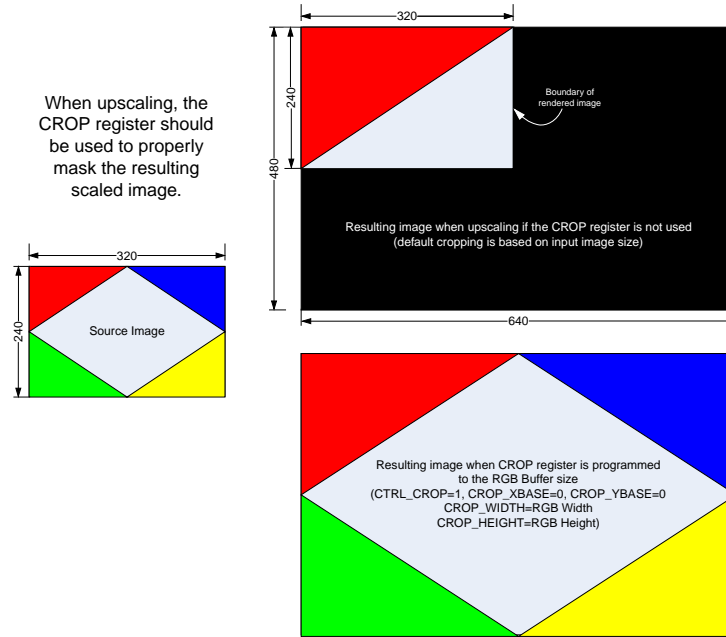 When upscaling, the
CROP register should
be used to properly
mask the resulting
scaled image.
320
240
480
Boundary of
rendered image
Resulting image when upscaling if the CROP register is not used
(default cropping is based on input image size)
640
320
240
Source Image
Resulting image when CROP register is programmed
to the RGB Buffer size
(CTRL_CROP=1, CROP_XBASE=0, CROP_YBASE=0
CROP_WIDTH=RGB Width
CROP_HEIGHT=RGB Height)